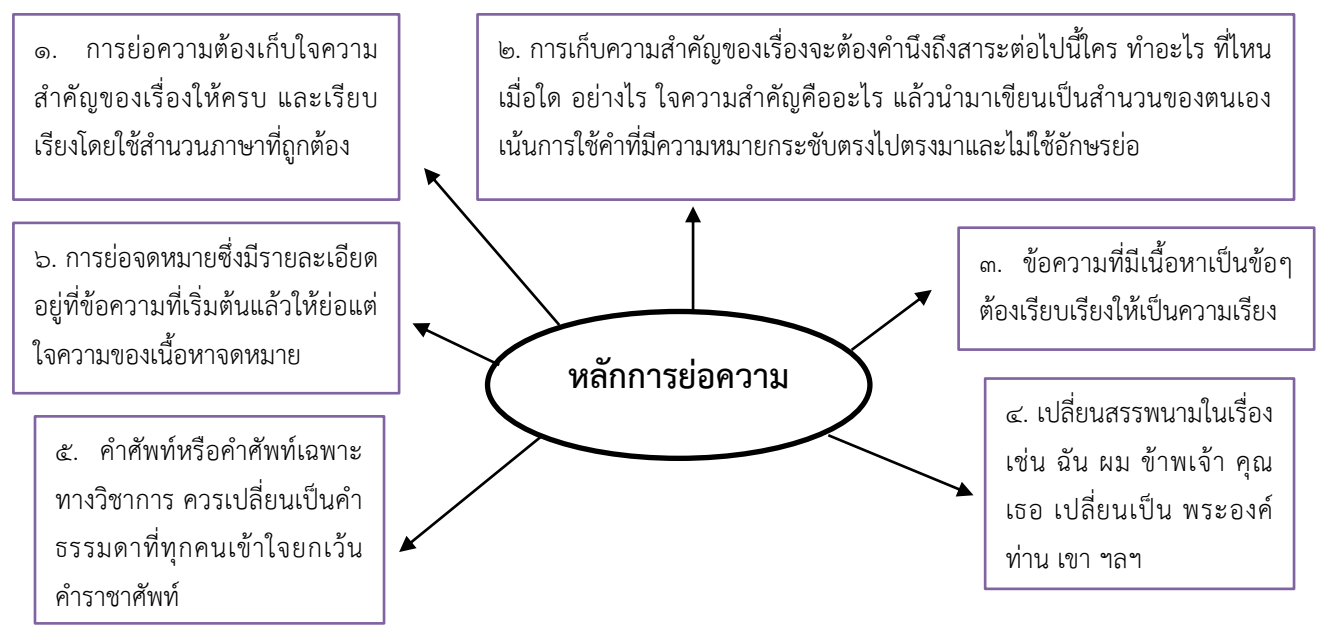 ๑. การย่อความต้องเก็บใจความ
สำคัญของเรื่องให้ครบ และเรียบ
เรียงโดยใช้สำนวนภาษาที่ถูกต้อง
๒. การเก็บความสำคัญของเรื่องจะต้องคำนึงถึงสาระต่อไปนี้ใคร ทำอะไร ที่ไหน
เมื่อใด อย่างไร ใจความสำคัญคืออะไร แล้วนำมาเขียนเป็นสำนวนของตนเอง
เน้นการใช้คำที่มีความหมายกระชับตรงไปตรงมาและไม่ใช้อักษรย่อ
๖. การย่อจดหมายซึ่งมีรายละเอียด
อยู่ที่ข้อความที่เริ่มต้นแล้วให้ย่อแต่
ใจความของเนื้อหาจดหมาย
๓. ข้อความที่มีเนื้อหาเป็นข้อๆ
ต้องเรียบเรียงให้เป็นความเรียง
หลักการย่อความ
๕. คำศัพท์หรือคำศัพท์เฉพาะ
ทางวิชาการ ควรเปลี่ยนเป็นคำ
ธรรมดาที่ทุกคนเข้าใจยกเว้น
คำราชาศัพท์
๔. เปลี่ยนสรรพนามในเรื่อง
เช่น ฉัน ผม ข้าพเจ้า คุณ
เธอ เปลี่ยนเป็น พระองค์
ท่าน เขา ฯลฯ